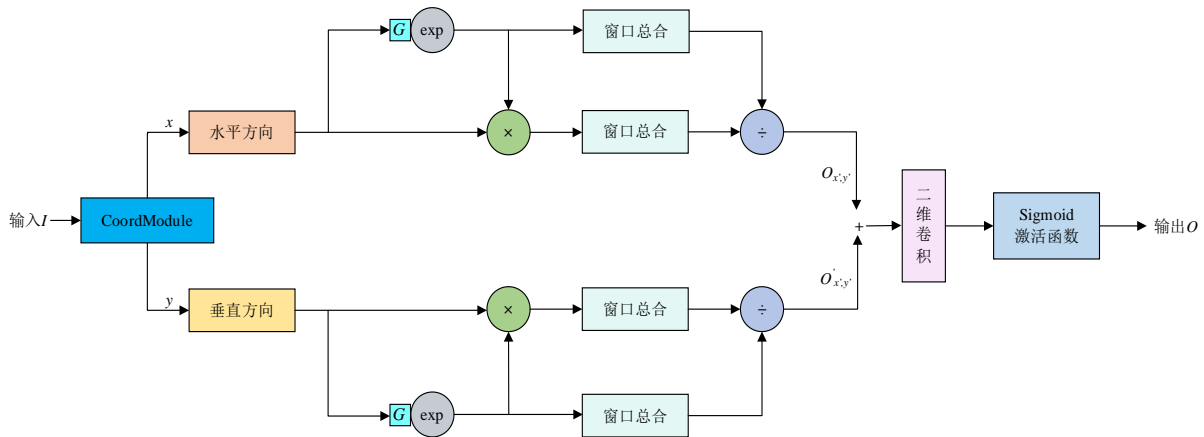 G
exp
窗口总合
x
水平方向
×
窗口总合
÷
O_{x',y'}
输入I
CoordModule
+
二维卷积
Sigmoid
激活函数
输出O
O'_{x',y'}
y
垂直方向
×
窗口总合
÷
G
exp
窗口总合